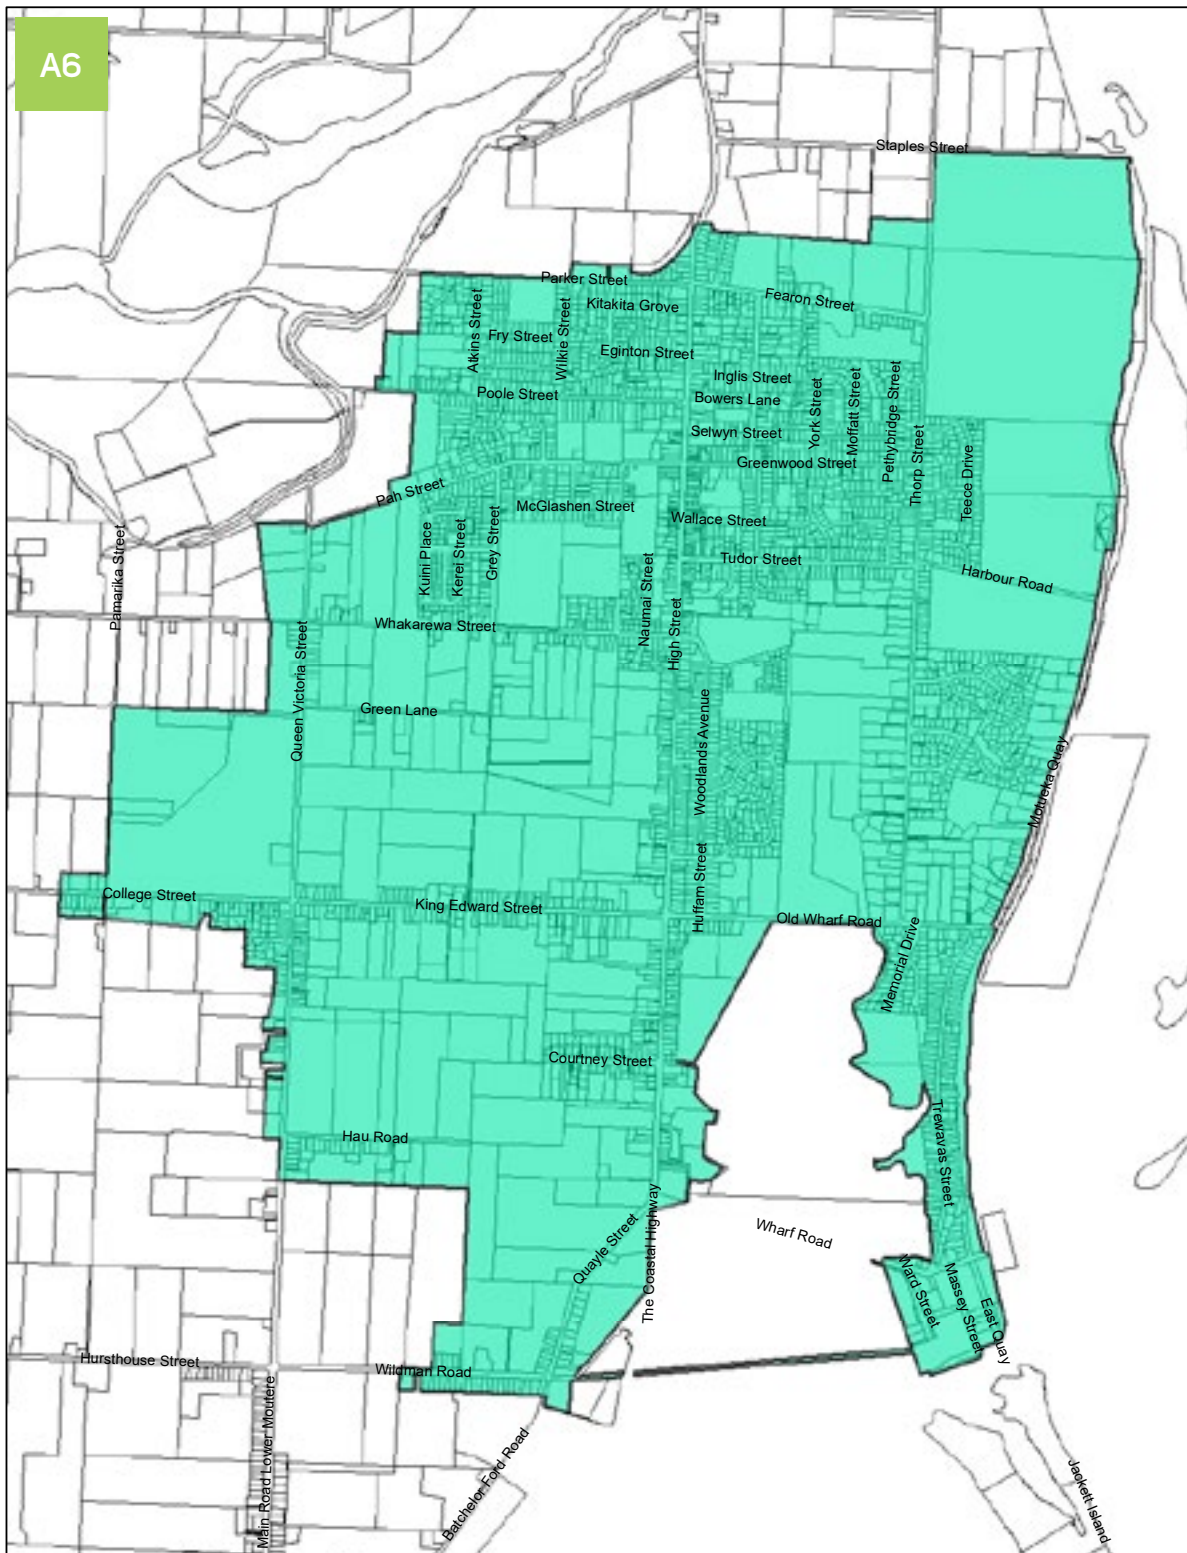 A6
Staples Street
Parker Street
Kitakita Grove
Fearon Street
Atkins Street
Fry Street
Wilkie Street
Eginton Street
Inglis Street
Poole Street
Bowers Lane
York Street
Moffatt Street
Pethybridge Street
Selwyn Street
Greenwood Street
Thorp Street
Teece Drive
Pah Street
McGlashen Street
Wallace Street
Kuini Place
Kerei Street
Grey Street
Tudor Street
Harbour Road
Pamarika Street
Naumai Street
High Street
Whakarewa Street
Queen Victoria Street
Green Lane
Woodlands Avenue
Motueka Quay
College Street
King Edward Street
Huffam Street
Old Wharf Road
Memorial Drive
Courtney Street
Hau Road
Trewavas Street
Quayle Street
The Coastal Highway
Wharf Road
Ward Street
Massey Street
East Quay
Hursthouse Street
Wildman Road
Main Road Lower Moutere
Batchelor Ford Road
Jackett Island